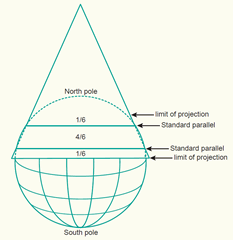 North pole
limit of projection
1/6
Standard parallel
4/6
Standard parallel
1/6
limit of projection
South pole